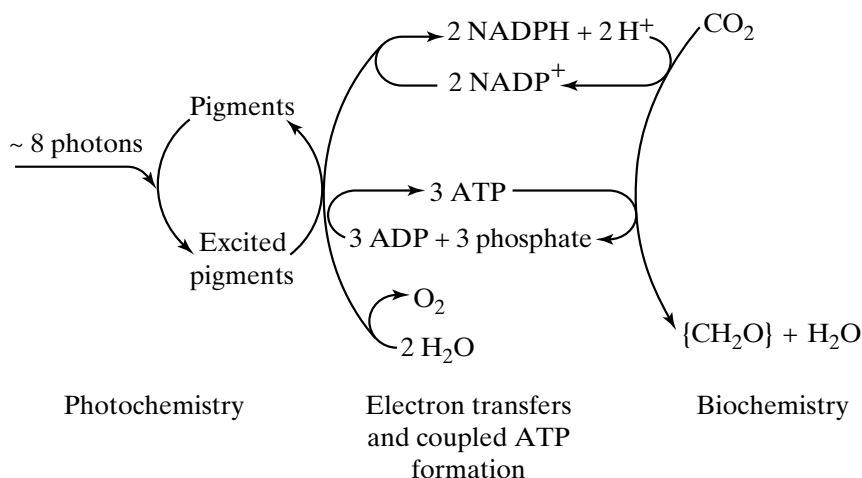 2 NADPH + 2 H⁺
CO₂
2 NADP⁺
Pigments
~ 8 photons
3 ATP
Excited
pigments
3 ADP + 3 phosphate
O₂
2 H₂O
{CH₂O} + H₂O
Photochemistry
Electron transfers
and coupled ATP
formation
Biochemistry